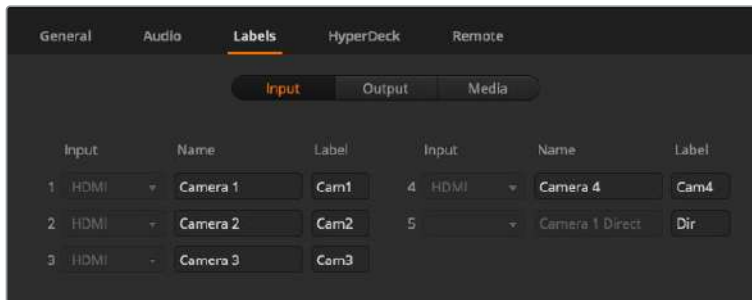 General Audio Labels HyperDeck Remote
Input Output Media
Input Name Label Input Name Label
1 HDMI Camera 1 Cam1 4 HDMI Camera 4 Cam4
2 HDMI Camera 2 Cam2 5 Camera 1 Direct Dir
3 HDMI Camera 3 Cam3